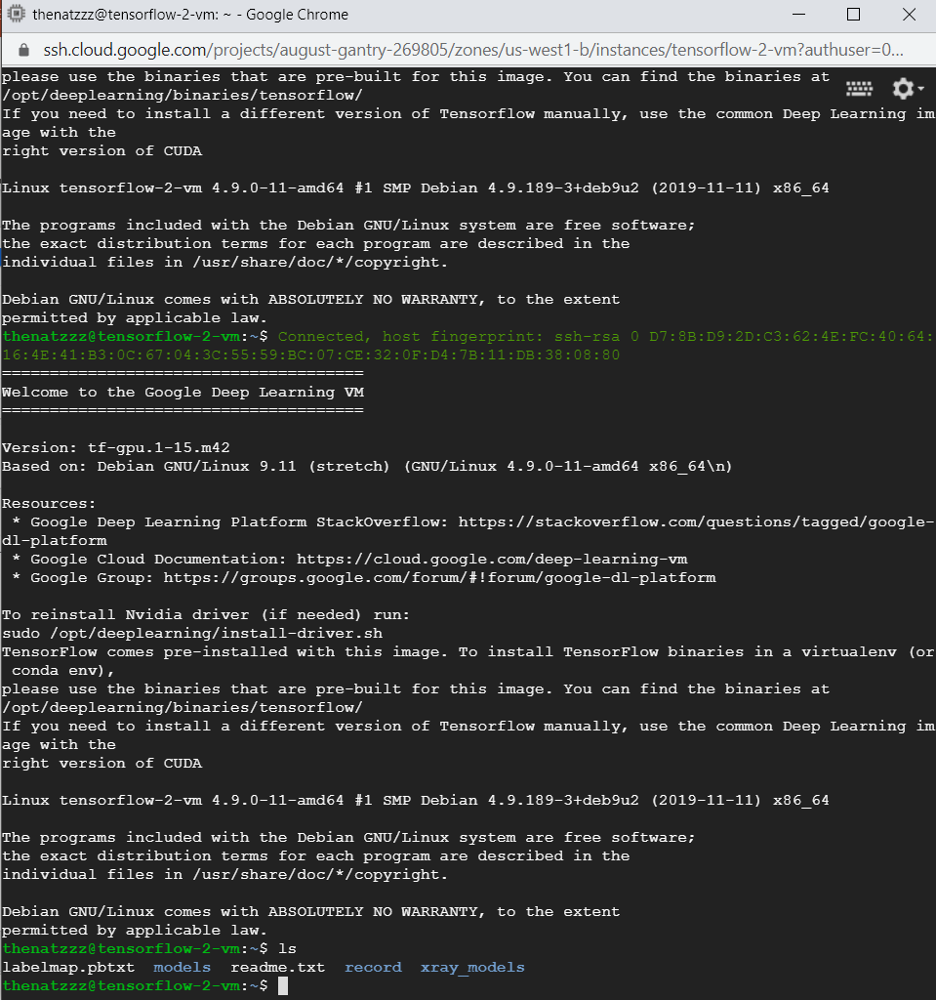 thenatzzz@tensorflow-2-vm: ~ - Google Chrome
ssh.cloud.google.com/projects/august-gantry-269805/zones/us-west1-b/instances/tensorflow-2-vm?authuser=0...
please use the binaries that are pre-built for this image. You can find the binaries at
/opt/deeplearning/binaries/tensorflow/
If you need to install a different version of Tensorflow manually, use the common Deep Learning im
age with the
right version of CUDA
Linux tensorflow-2-vm 4.9.0-11-amd64 #1 SMP Debian 4.9.189-3+deb9u2 (2019-11-11) x86_64
The programs included with the Debian GNU/Linux system are free software;
the exact distribution terms for each program are described in the
individual files in /usr/share/doc/*/copyright.
Debian GNU/Linux comes with ABSOLUTELY NO WARRANTY, to the extent
permitted by applicable law.
thenatzzz@tensorflow-2-vm:~$ Connected, host fingerprint: ssh-rsa 0 D7:8B:D9:2D:C3:62:4E:FC:40:64:
16:4E:41:B3:0C:67:04:3C:55:59:BC:07:CE:32:0F:D4:7B:11:DB:38:08:80
======================================
Welcome to the Google Deep Learning VM
======================================
Version: tf-gpu.1-15.m42
Based on: Debian GNU/Linux 9.11 (stretch) (GNU/Linux 4.9.0-11-amd64 x86_64\n)
Resources:
 * Google Deep Learning Platform StackOverflow: https://stackoverflow.com/questions/tagged/google-
dl-platform
 * Google Cloud Documentation: https://cloud.google.com/deep-learning-vm
 * Google Group: https://groups.google.com/forum/#!forum/google-dl-platform
To reinstall Nvidia driver (if needed) run:
sudo /opt/deeplearning/install-driver.sh
TensorFlow comes pre-installed with this image. To install TensorFlow binaries in a virtualenv (or
 conda env),
please use the binaries that are pre-built for this image. You can find the binaries at
/opt/deeplearning/binaries/tensorflow/
If you need to install a different version of Tensorflow manually, use the common Deep Learning im
age with the
right version of CUDA
Linux tensorflow-2-vm 4.9.0-11-amd64 #1 SMP Debian 4.9.189-3+deb9u2 (2019-11-11) x86_64
The programs included with the Debian GNU/Linux system are free software;
the exact distribution terms for each program are described in the
individual files in /usr/share/doc/*/copyright.
Debian GNU/Linux comes with ABSOLUTELY NO WARRANTY, to the extent
permitted by applicable law.
thenatzzz@tensorflow-2-vm:~$ ls
labelmap.pbtxt  models  readme.txt  record  xray_models
thenatzzz@tensorflow-2-vm:~$